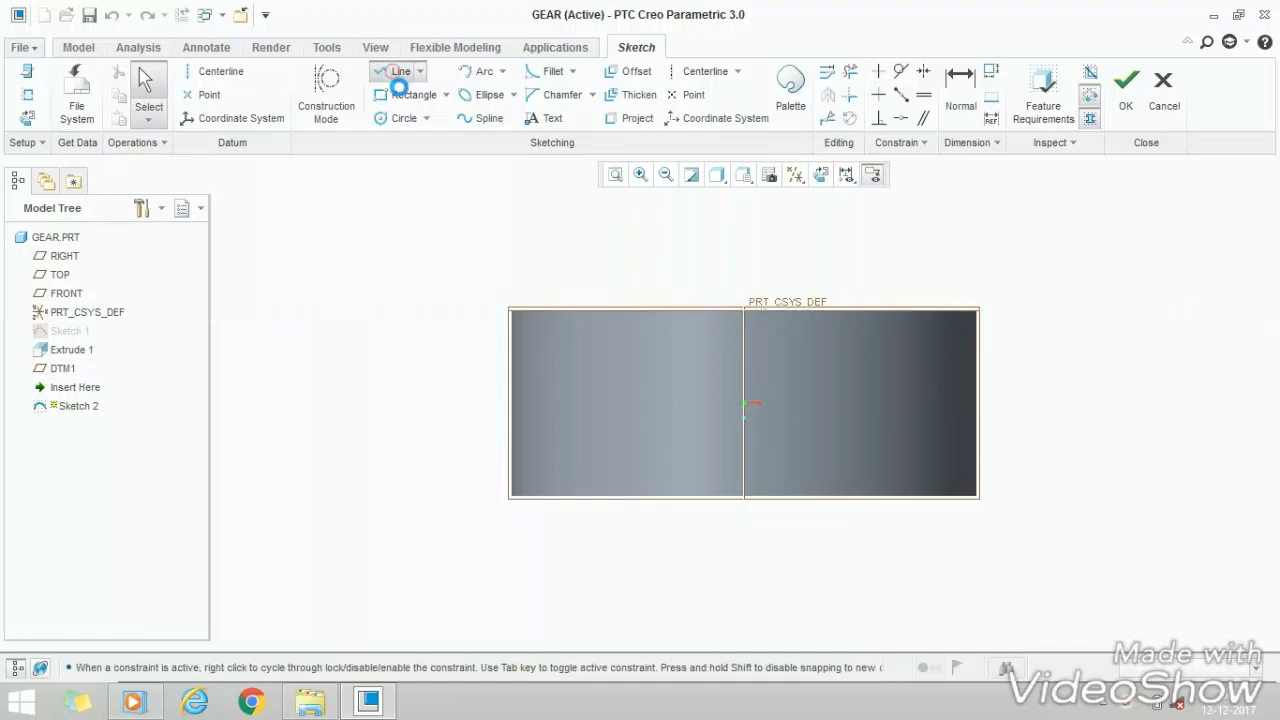 GEAR (Active) - PTC Creo Parametric 3.0
File Model Analysis Annotate Render Tools View Flexible Modeling Applications Sketch
Centerline Line Arc Fillet Offset Centerline
Point Rectangle Ellipse Chamfer Thicken Point
Coordinate System Circle Spline Text Project Coordinate System
File System
Select
Construction Mode
Palette
Normal
Feature Requirements
OK
Cancel
Setup Get Data Operations Datum Sketching Editing Constrain Dimension Inspect Close
Model Tree
GEAR.PRT
RIGHT
TOP
FRONT
PRT_CSYS_DEF
Sketch 1
Extrude 1
DTM1
Insert Here
Sketch 2
PRT_CSYS_DEF
When a constraint is active, right click to cycle through lock/disable/enable the constraint. Use Tab key to toggle active constraint. Press and hold Shift to disable snapping to new
Made with
VideoShow
12-12-2017